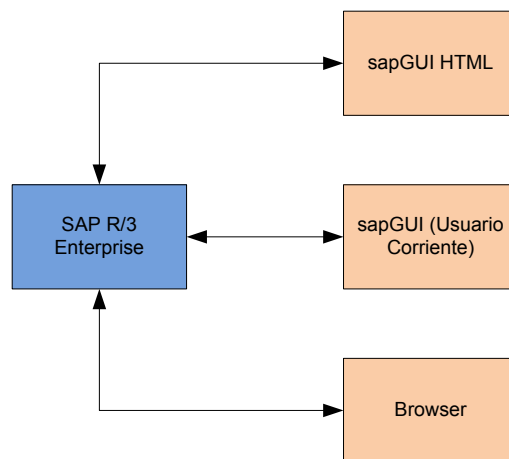 sapGUI HTML
SAP R/3
Enterprise
sapGUI (Usuario
Corriente)
Browser